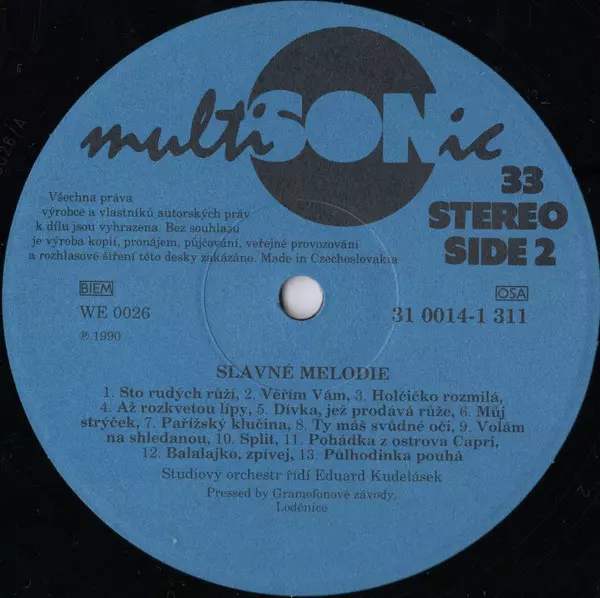 multiSONic
33
STEREO
SIDE 2
Všechna práva
výrobce a vlastníků autorských práv
k dílu jsou vyhrazena. Bez souhlasu
je výroba kopií, pronájem, půjčování, veřejné provozování
a rozhlasové šíření této desky zakázáno. Made in Czechoslovakia
BIEM
OSA
WE 0026
31 0014-1 311
℗ 1990
SLAVNÉ MELODIE
1. Sto rudých růží, 2. Věřím Vám, 3. Holčičko rozmilá,
4. Až rozkvetou lípy, 5. Dívka, jež prodává růže, 6. Můj
strýček, 7. Pařížský klučina, 8. Ty máš svůdné oči, 9. Volám
na shledanou, 10. Split, 11. Pohádka z ostrova Capri,
12. Balalajko, zpívej, 13. Půlhodinka pouhá
Studiový orchestr řídí Eduard Kudelásek
Pressed by Gramofonové závody,
Loděnice